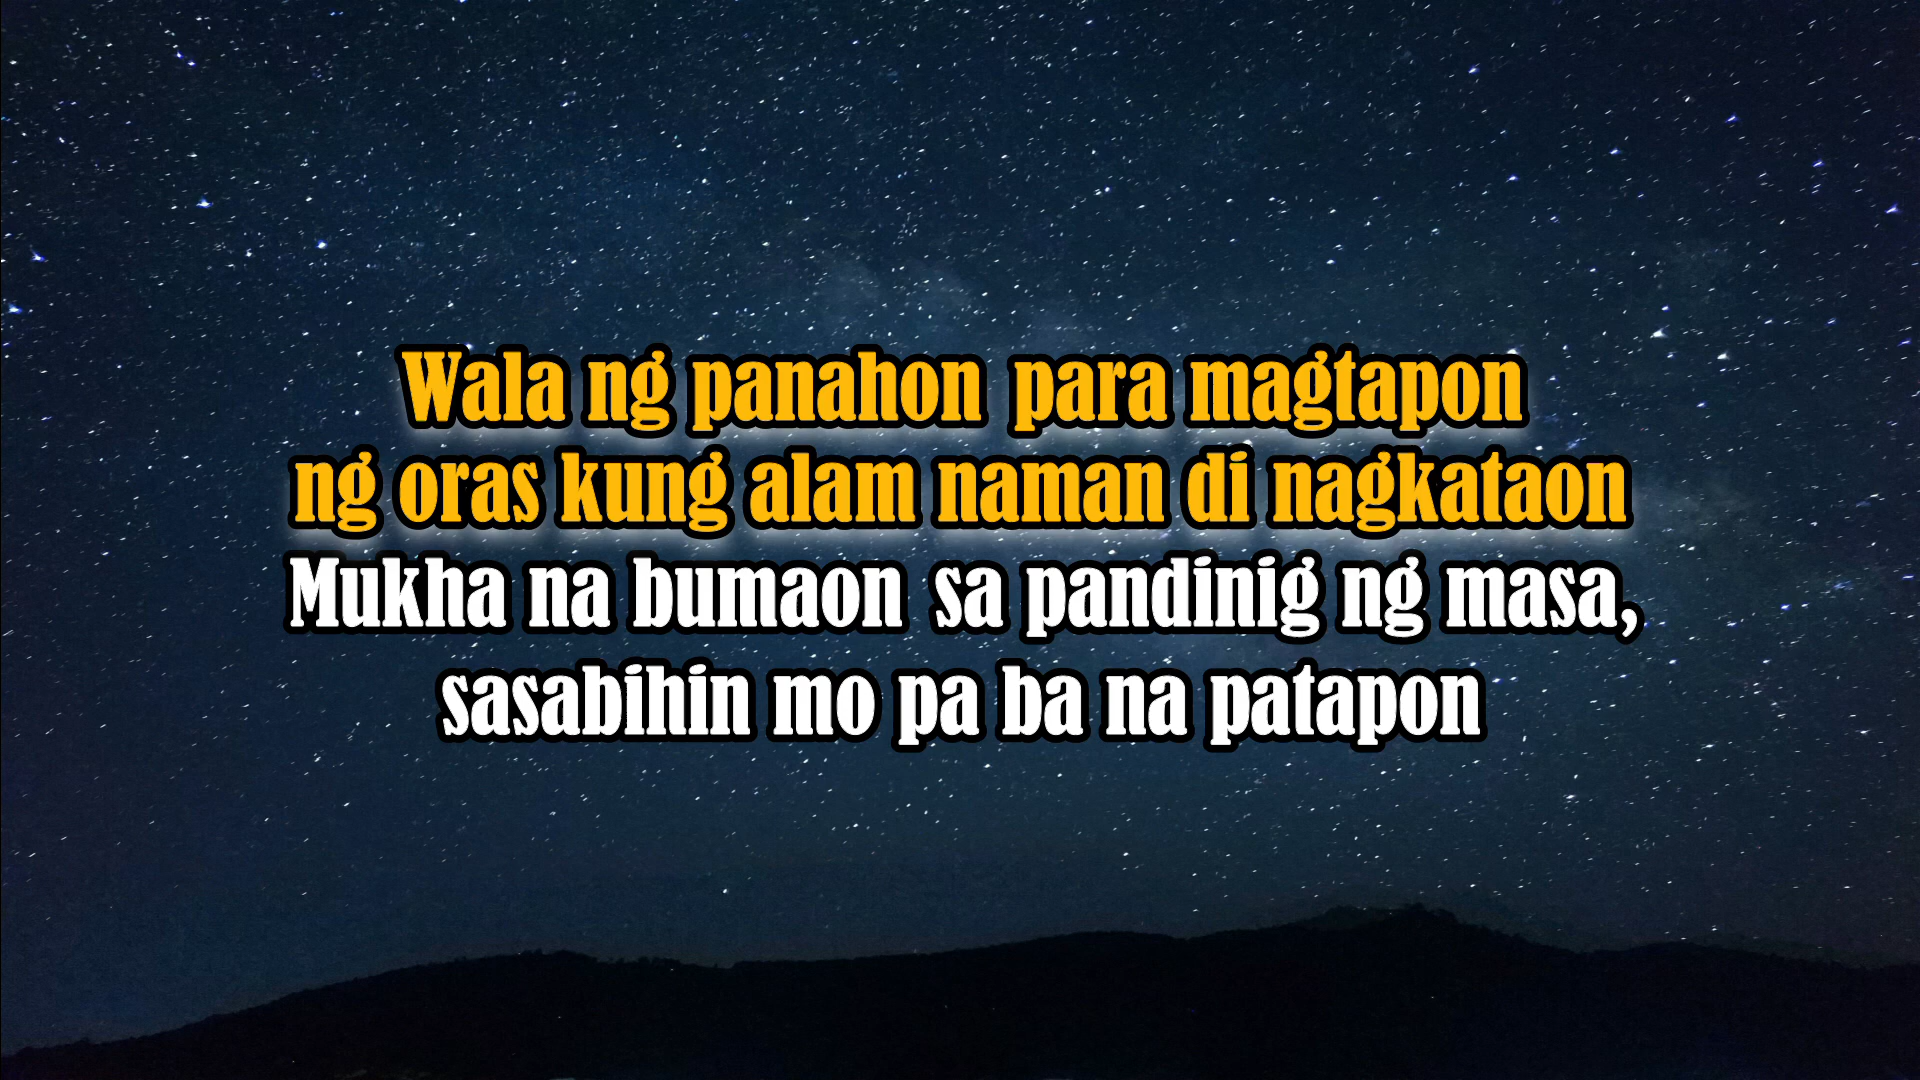 Wala ng panahon para magtapon
ng oras kung alam naman di nagkataon
Mukha na bumaon sa pandinig ng masa,
sasabihin mo pa ba na patapon